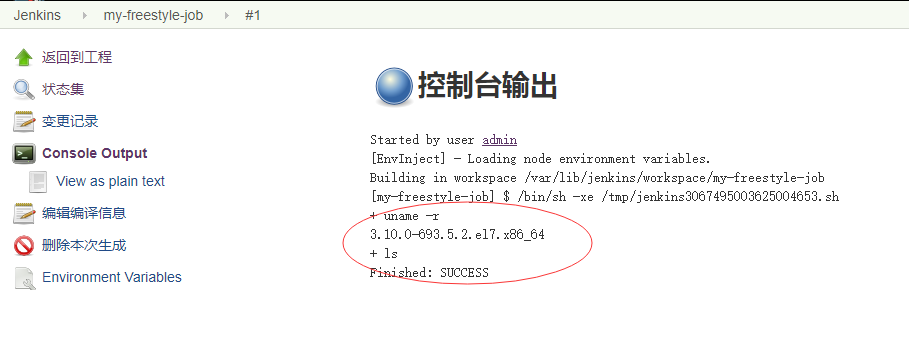 Jenkins my-freestyle-job #1
返回到工程
状态集
变更记录
Console Output
View as plain text
编辑编译信息
删除本次生成
Environment Variables
控制台输出
Started by user admin
[EnvInject] - Loading node environment variables.
Building in workspace /var/lib/jenkins/workspace/my-freestyle-job
[my-freestyle-job] $ /bin/sh -xe /tmp/jenkins3067495003625004653.sh
+ uname -r
3.10.0-693.5.2.el7.x86_64
+ ls
Finished: SUCCESS